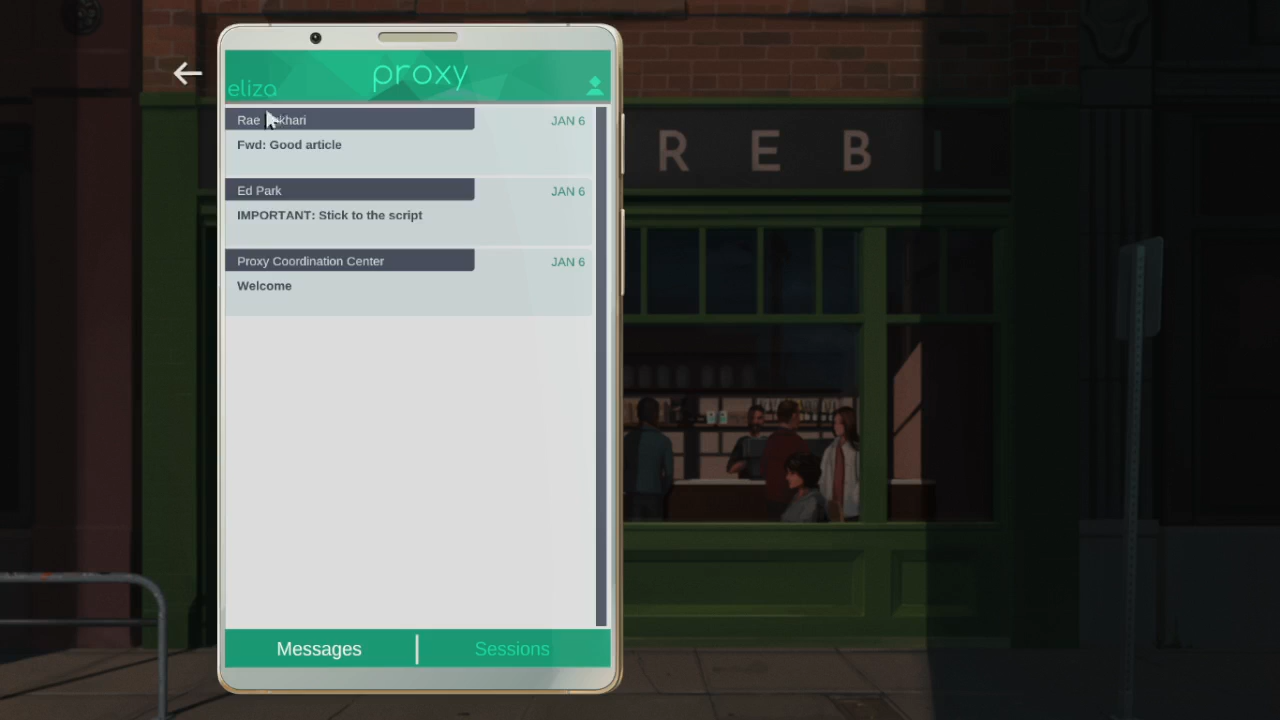 proxy
eliza
Rae
JAN 6
Fwd: Good article
Ed Park
JAN 6
IMPORTANT: Stick to the script
Proxy Coordination Center
JAN 6
Welcome
Messages
Sessions
R E B